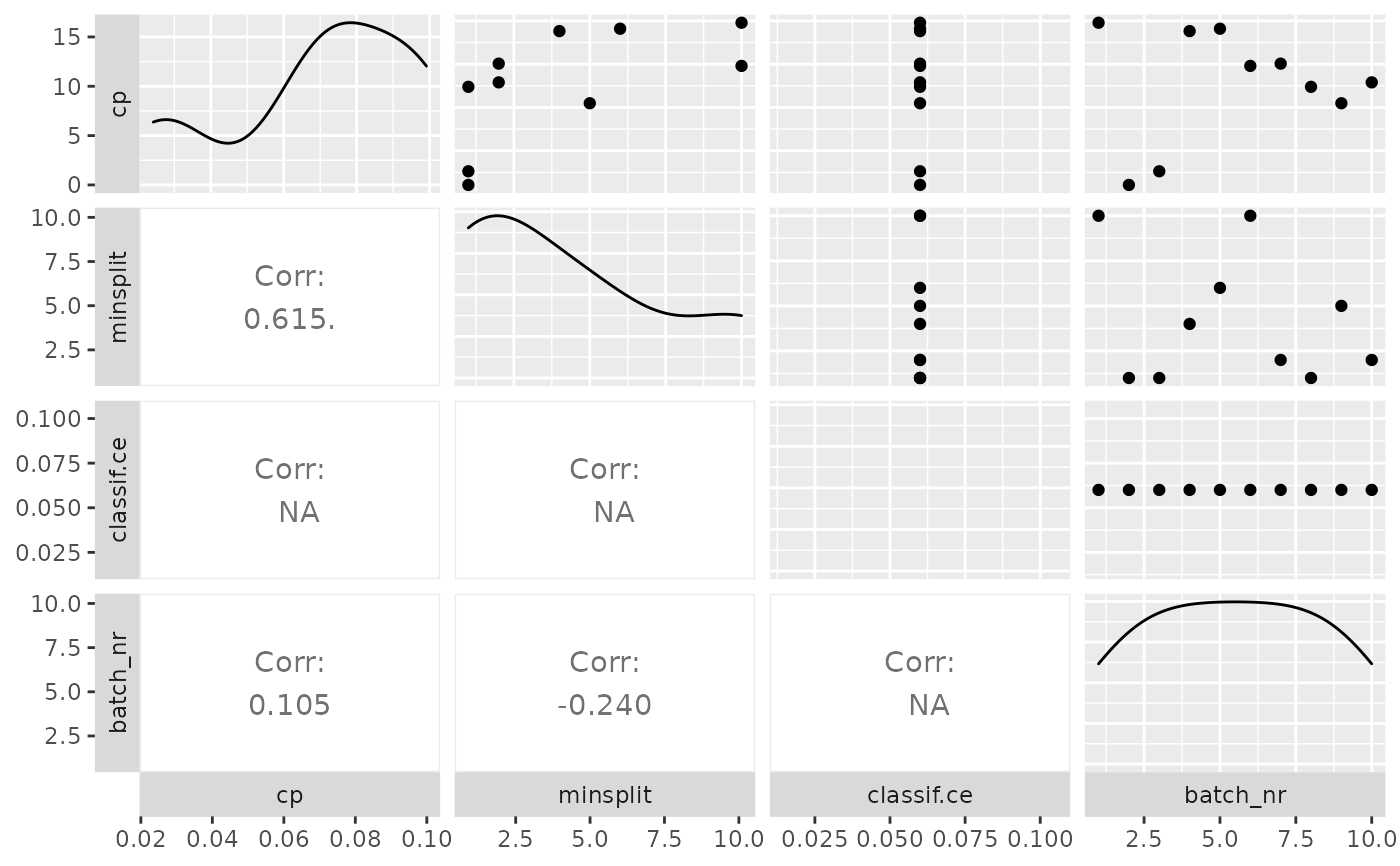 15
10
5
0
cp
10.0
7.5
5.0
2.5
minsplit
Corr:
0.615.
0.100
0.075
0.050
0.025
classif.ce
Corr:
NA
Corr:
NA
10.0
7.5
5.0
2.5
batch_nr
Corr:
0.105
Corr:
-0.240
Corr:
NA
cp minsplit classif.ce batch_nr
0.02 0.04 0.06 0.08 0.10 2.5 5.0 7.5 10.0 0.025 0.050 0.075 0.100 2.5 5.0 7.5 10.0